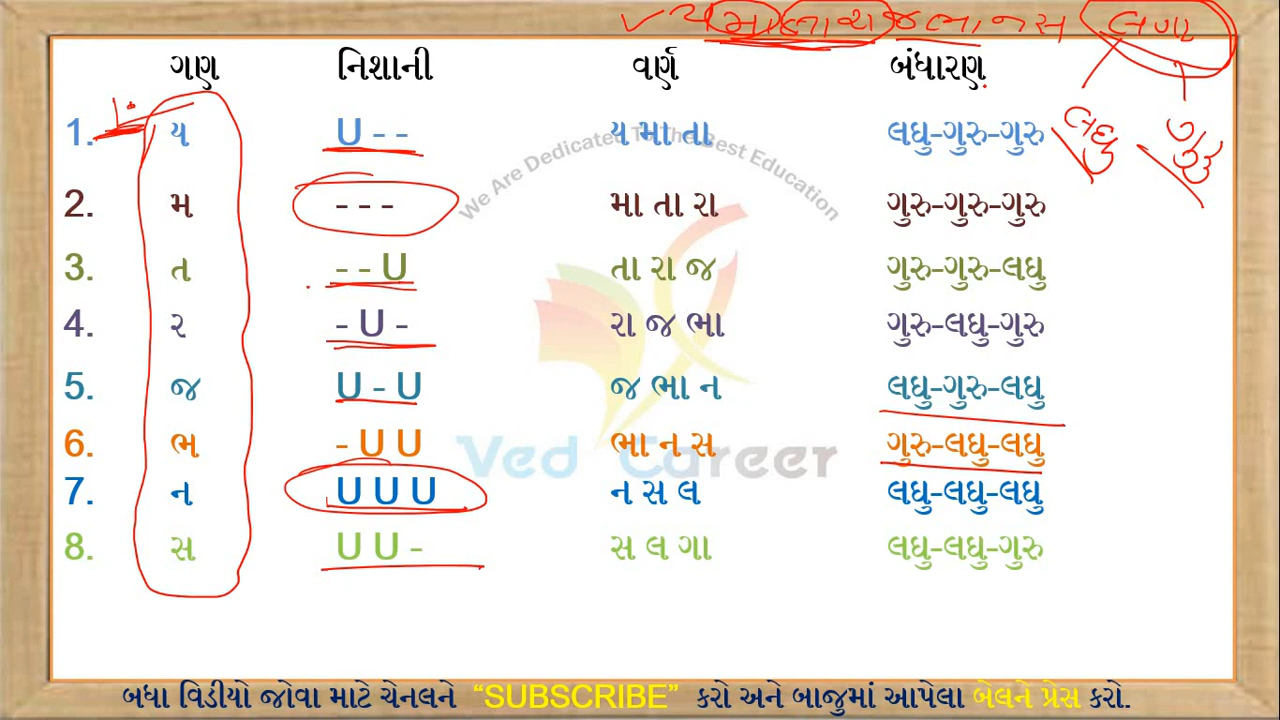 ય મા તા રા જ ભા ન સ લ ગા
ગણ નિશાની વર્ણ બંધારણ
1. ય U - - ય મા તા લઘુ-ગુરુ-ગુરુ
લઘુ ગુરુ
2. મ - - - મા તા રા ગુરુ-ગુરુ-ગુરુ
3. ત - - U તા રા જ ગુરુ-ગુરુ-લઘુ
4. ર - U - રા જ ભા ગુરુ-લઘુ-ગુરુ
5. જ U - U જ ભા ન લઘુ-ગુરુ-લઘુ
6. ભ - U U ભા ન સ ગુરુ-લઘુ-લઘુ
7. ન U U U ન સ લ લઘુ-લઘુ-લઘુ
8. સ U U - સ લ ગા લઘુ-લઘુ-ગુરુ
We Are Dedicated To The Best Education
Ved Career
બધા વિડીયો જોવા માટે ચેનલને “SUBSCRIBE” કરો અને બાજુમાં આપેલા બેલને પ્રેસ કરો.